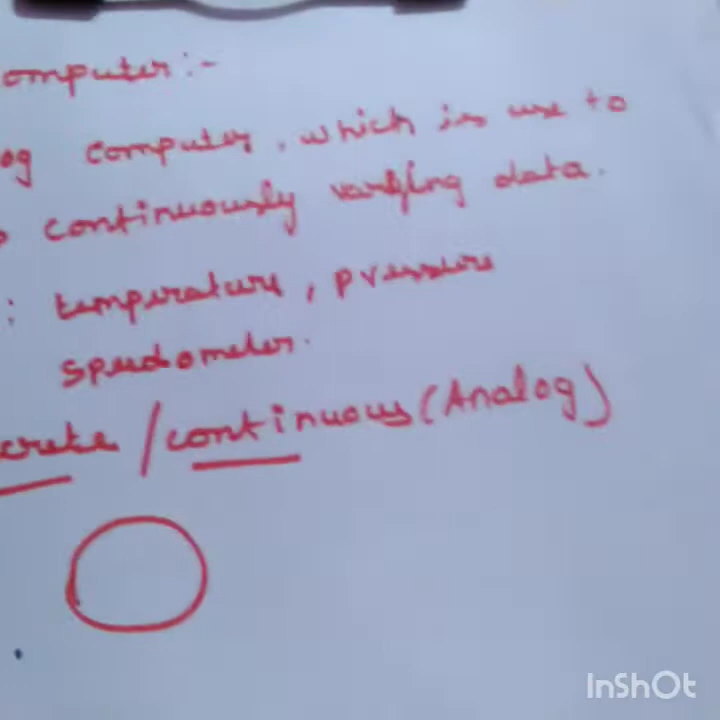 omputer:-
og computer, which is use to
o continuously varying data.
: temperature, pressure
speedometer.
crete / continuous (Analog)
InShOt